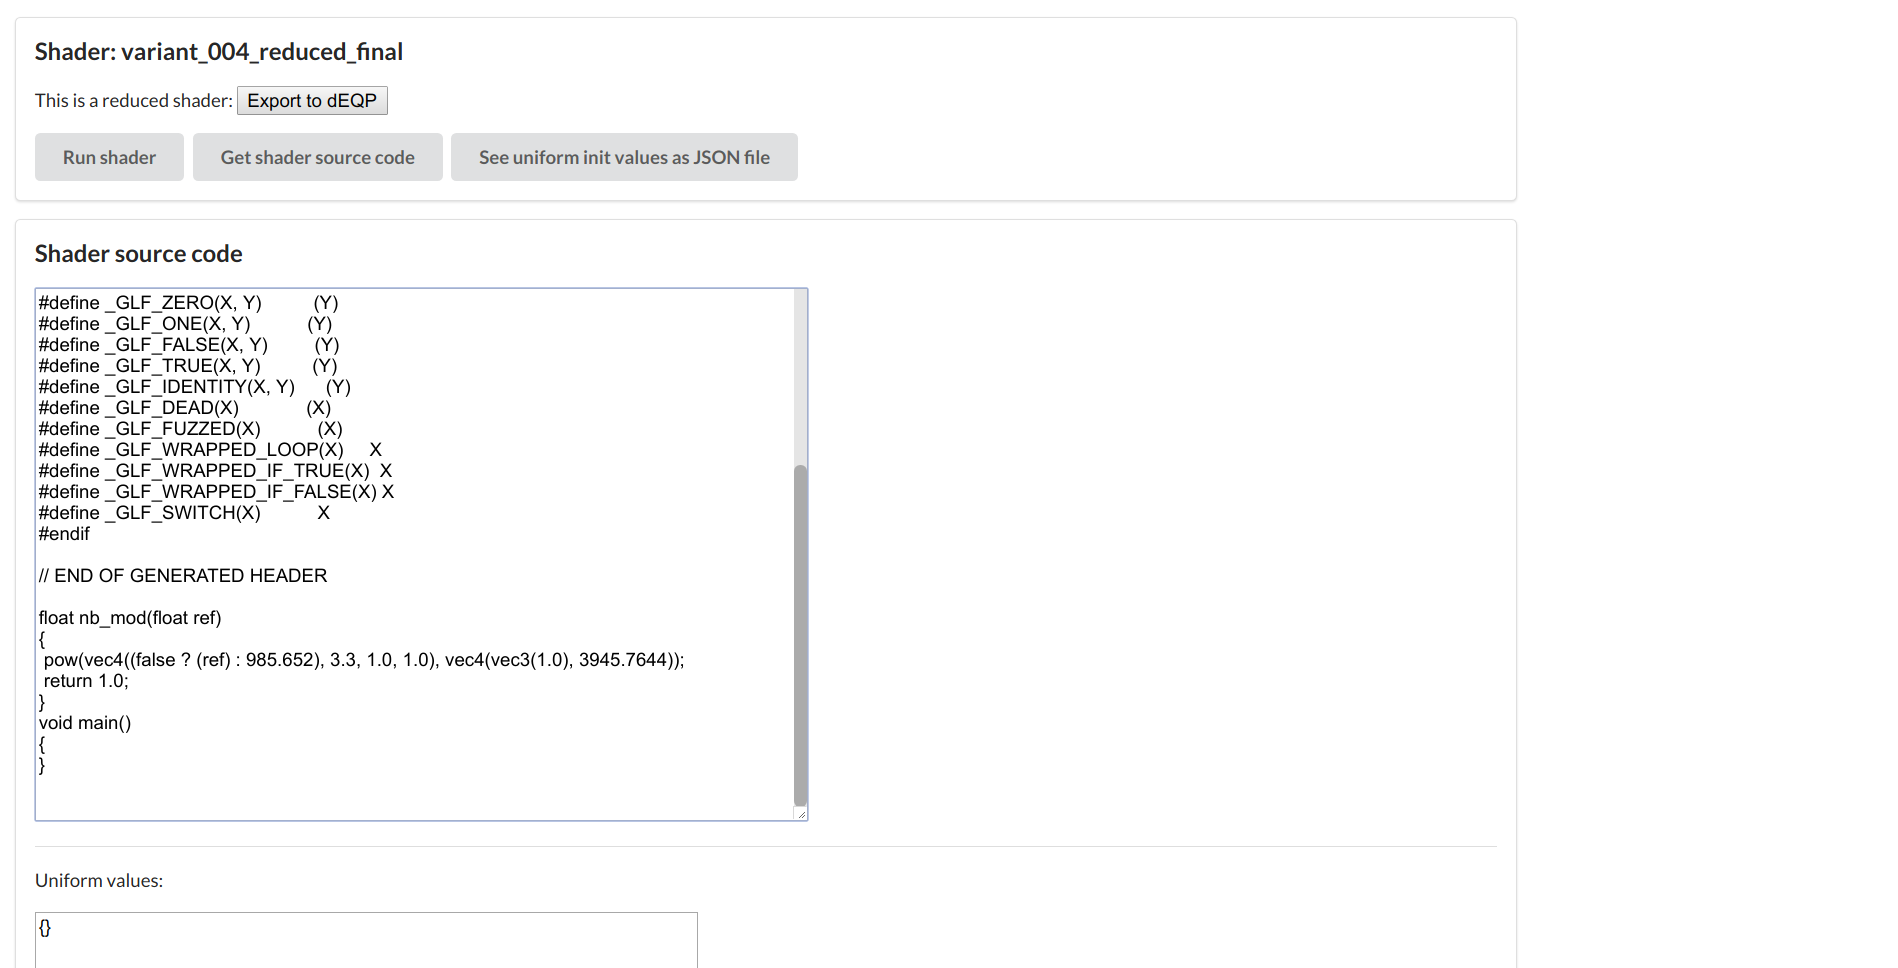 Shader: variant_004_reduced_final
This is a reduced shader: Export to dEQP
Run shader Get shader source code See uniform init values as JSON file
Shader source code
#define _GLF_ZERO(X, Y) (Y)
#define _GLF_ONE(X, Y) (Y)
#define _GLF_FALSE(X, Y) (Y)
#define _GLF_TRUE(X, Y) (Y)
#define _GLF_IDENTITY(X, Y) (Y)
#define _GLF_DEAD(X) (X)
#define _GLF_FUZZED(X) (X)
#define _GLF_WRAPPED_LOOP(X) X
#define _GLF_WRAPPED_IF_TRUE(X) X
#define _GLF_WRAPPED_IF_FALSE(X) X
#define _GLF_SWITCH(X) X
#endif
// END OF GENERATED HEADER
float nb_mod(float ref)
{
pow(vec4((false ? (ref) : 985.652), 3.3, 1.0, 1.0), vec4(vec3(1.0), 3945.7644));
return 1.0;
}
void main()
{
}
Uniform values:
{}